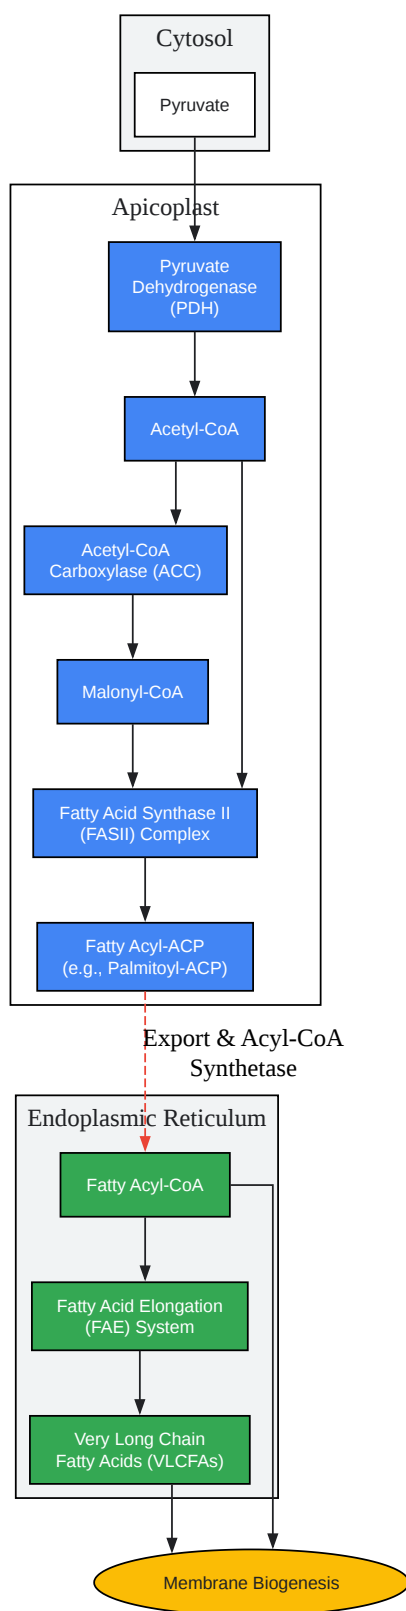 Cytosol
Pyruvate
Apicoplast
Pyruvate
Dehydrogenase
(PDH)
Acetyl-CoA
Acetyl-CoA
Carboxylase (ACC)
Malonyl-CoA
Fatty Acid Synthase II
(FASII) Complex
Fatty Acyl-ACP
(e.g., Palmitoyl-ACP)
Export & Acyl-CoA
Synthetase
Endoplasmic Reticulum
Fatty Acyl-CoA
Fatty Acid Elongation
(FAE) System
Very Long Chain
Fatty Acids (VLCFAs)
Membrane Biogenesis